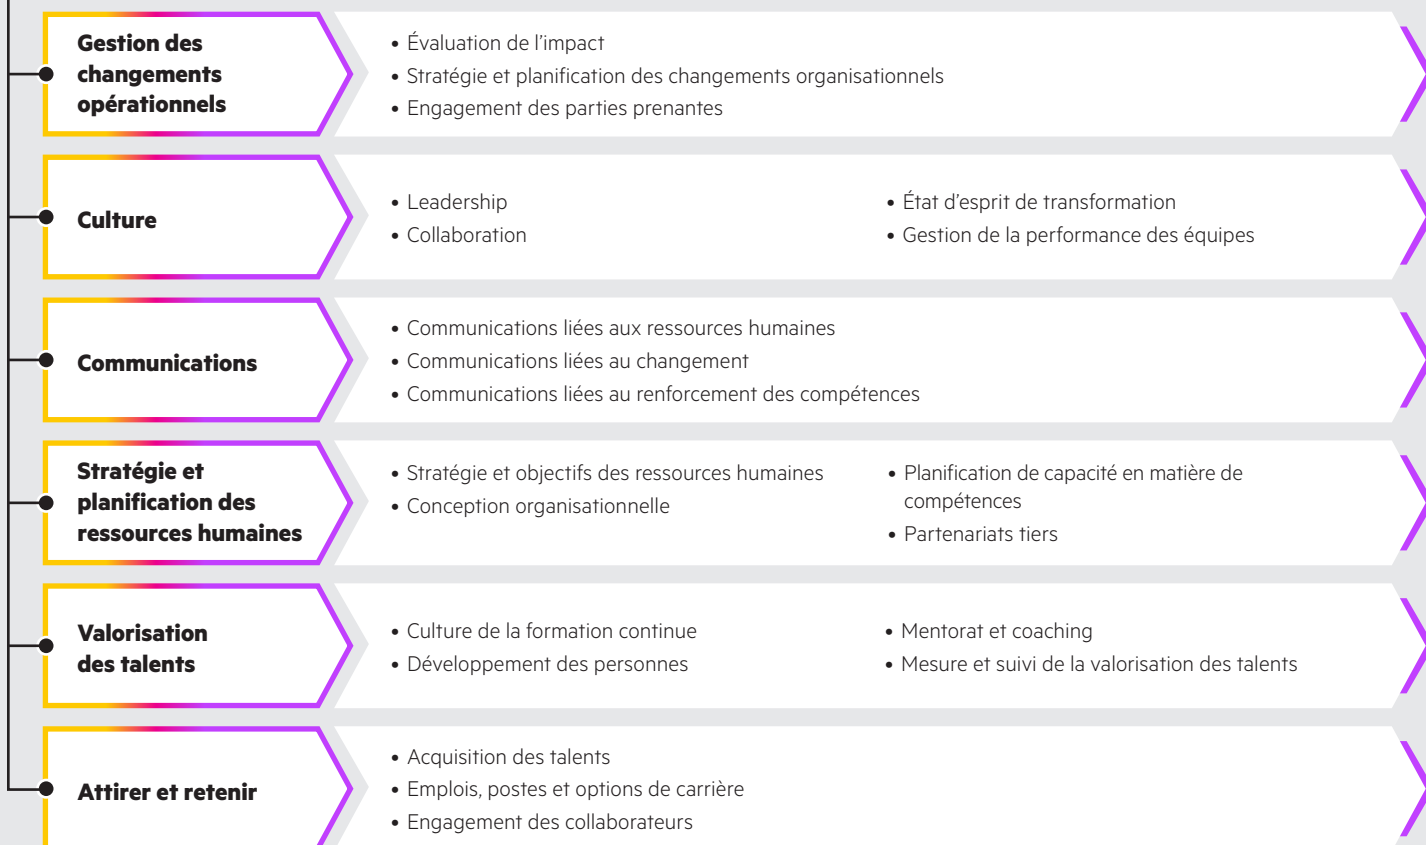 Gestion des
changements
opérationnels
• Évaluation de l’impact
• Stratégie et planification des changements organisationnels
• Engagement des parties prenantes
Culture
• Leadership
• Collaboration
• État d’esprit de transformation
• Gestion de la performance des équipes
Communications
• Communications liées aux ressources humaines
• Communications liées au changement
• Communications liées au renforcement des compétences
Stratégie et
planification des
ressources humaines
• Stratégie et objectifs des ressources humaines
• Conception organisationnelle
• Planification de capacité en matière de
compétences
• Partenariats tiers
Valorisation
des talents
• Culture de la formation continue
• Développement des personnes
• Mentorat et coaching
• Mesure et suivi de la valorisation des talents
Attirer et retenir
• Acquisition des talents
• Emplois, postes et options de carrière
• Engagement des collaborateurs